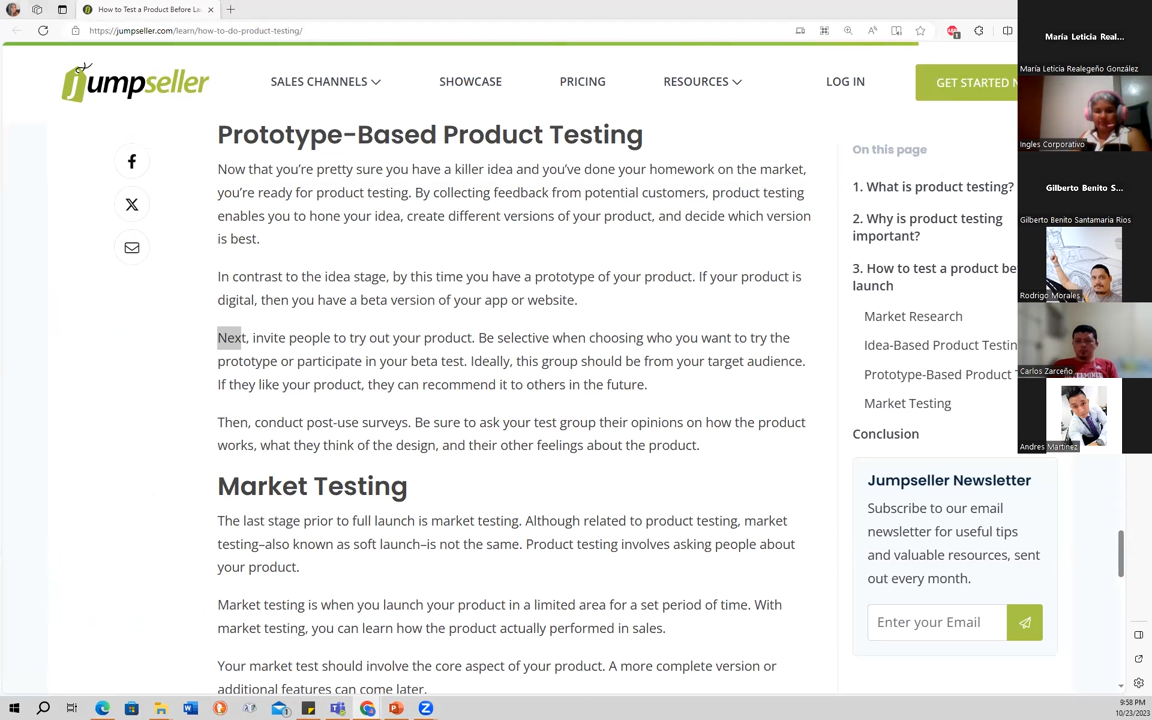 How to Test a Product Before La
https://jumpseller.com/learn/how-to-do-product-testing/
jumpseller
SALES CHANNELS
SHOWCASE
PRICING
RESOURCES
LOG IN
GET STARTED N
Prototype-Based Product Testing
Now that you’re pretty sure you have a killer idea and you’ve done your homework on the market,
you’re ready for product testing. By collecting feedback from potential customers, product testing
enables you to hone your idea, create different versions of your product, and decide which version
is best.
In contrast to the idea stage, by this time you have a prototype of your product. If your product is
digital, then you have a beta version of your app or website.
Next, invite people to try out your product. Be selective when choosing who you want to try the
prototype or participate in your beta test. Ideally, this group should be from your target audience.
If they like your product, they can recommend it to others in the future.
Then, conduct post-use surveys. Be sure to ask your test group their opinions on how the product
works, what they think of the design, and their other feelings about the product.
Market Testing
The last stage prior to full launch is market testing. Although related to product testing, market
testing–also known as soft launch–is not the same. Product testing involves asking people about
your product.
Market testing is when you launch your product in a limited area for a set period of time. With
market testing, you can learn how the product actually performed in sales.
Your market test should involve the core aspect of your product. A more complete version or
additional features can come later.
On this page
1. What is product testing?
2. Why is product testing
important?
3. How to test a product be
launch
Market Research
Idea-Based Product Testin
Prototype-Based Product T
Market Testing
Conclusion
Jumpseller Newsletter
Subscribe to our email
newsletter for useful tips
and valuable resources, sent
out every month.
Enter your Email
María Leticia Real...
María Leticia Realegeño González
Ingles Corporativo
Gilberto Benito S...
Gilberto Benito Santamaria Rios
Rodrigo Morales
Carlos Zarceño
Andres Martinez
9:58 PM
10/23/2023